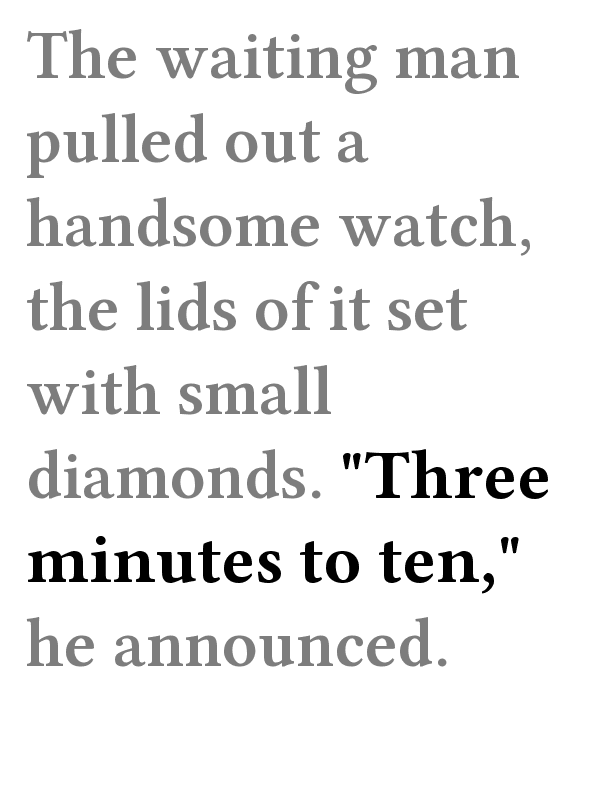 The waiting man
pulled out a
handsome watch,
the lids of it set
with small
diamonds. "Three
minutes to ten,"
he announced.